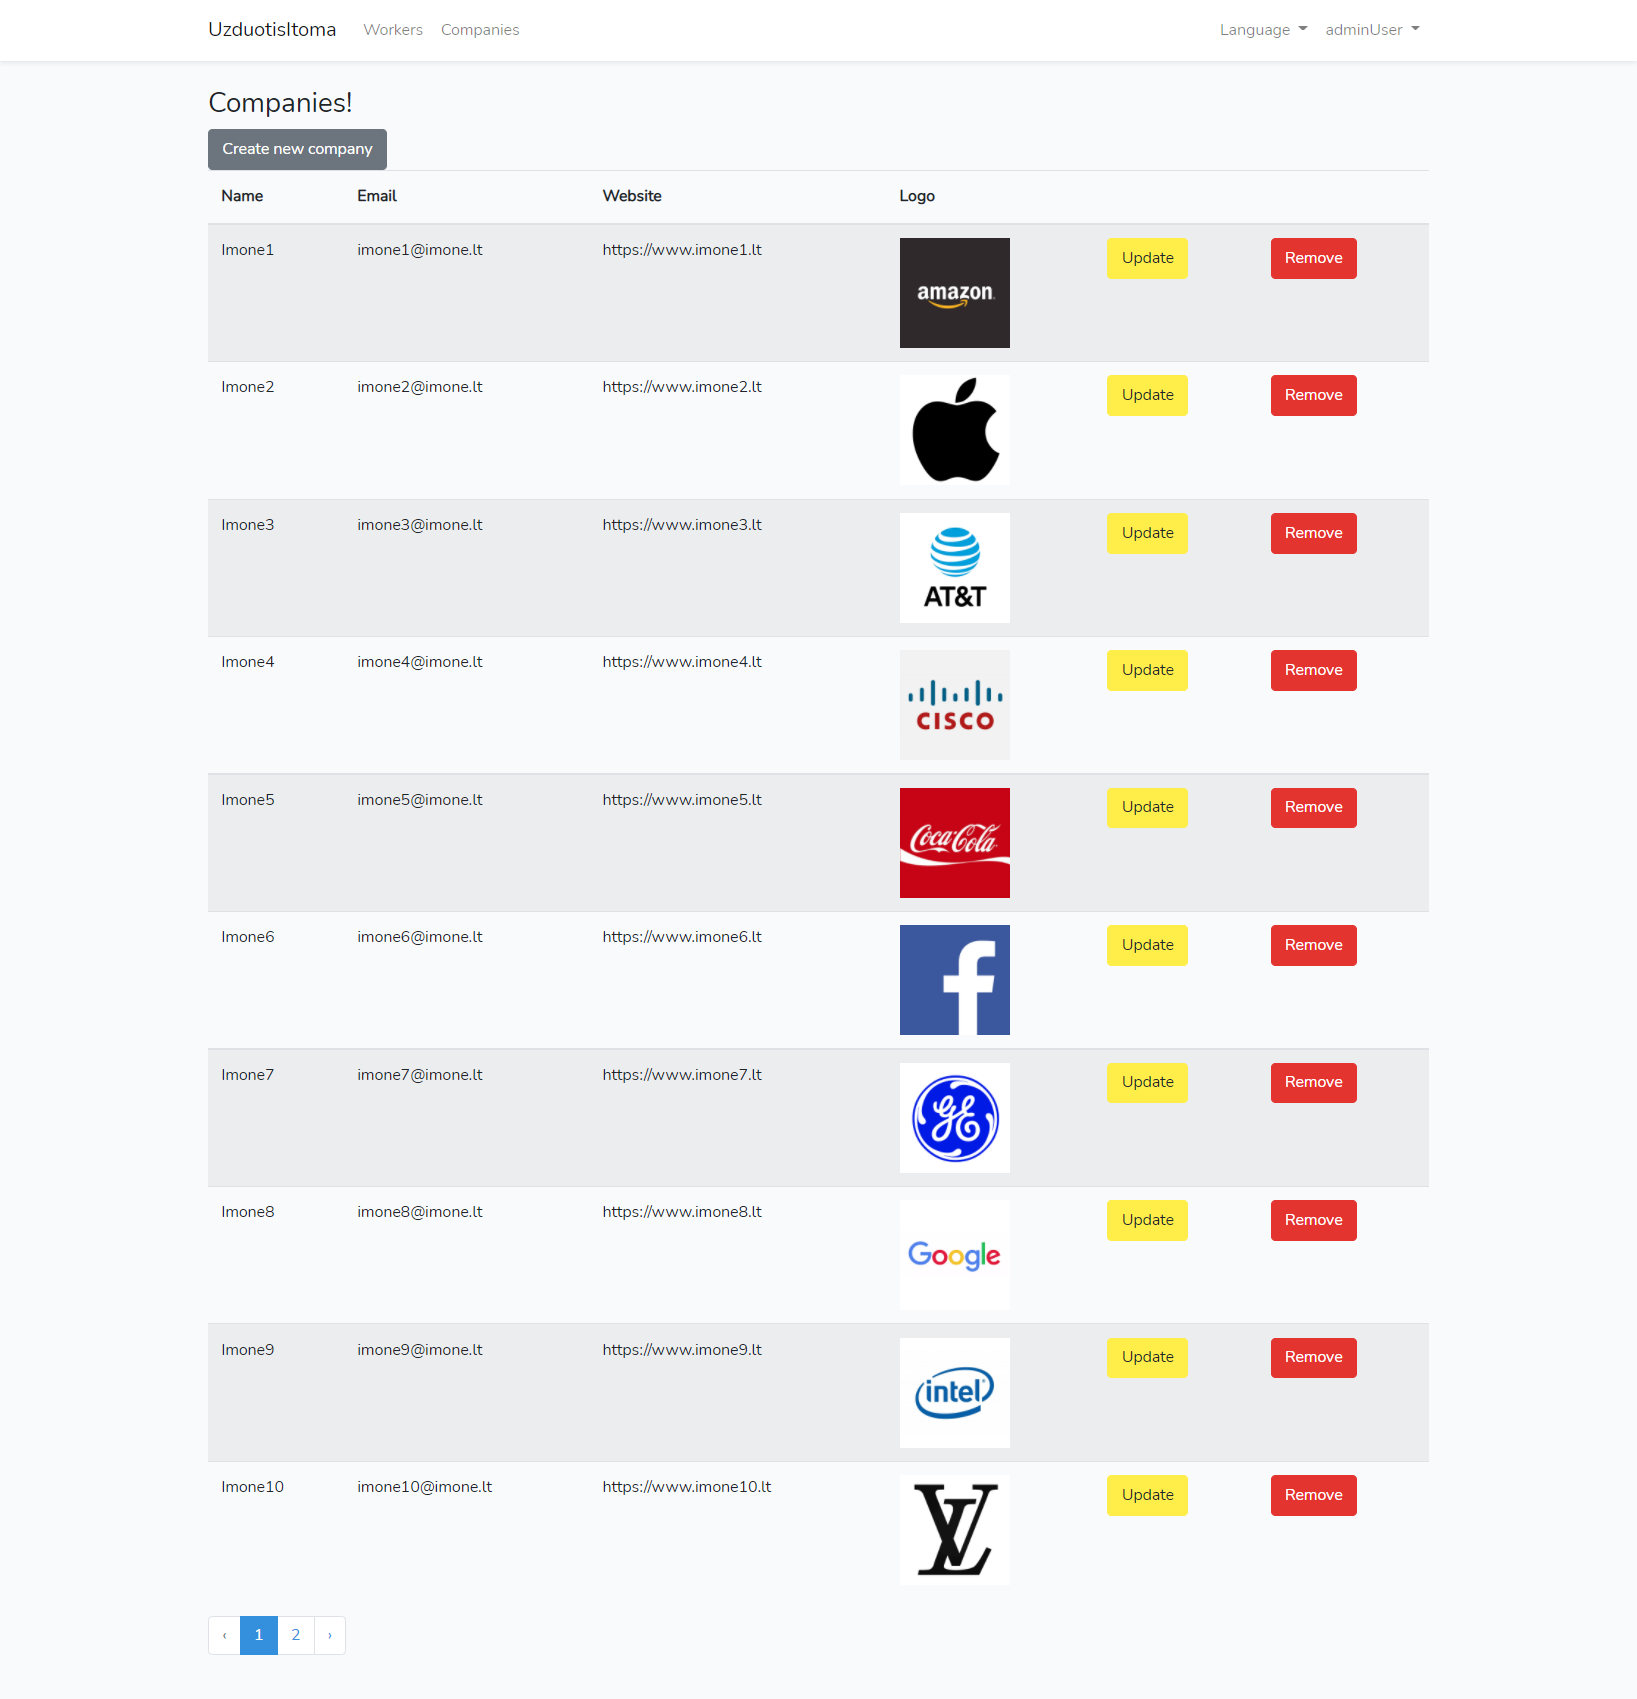 UzduotisItoma Workers Companies Language adminUser
Companies!
Create new company
Name Email Website Logo
Imone1 imone1@imone.lt https://www.imone1.lt amazon Update Remove
Imone2 imone2@imone.lt https://www.imone2.lt Update Remove
Imone3 imone3@imone.lt https://www.imone3.lt AT&T Update Remove
Imone4 imone4@imone.lt https://www.imone4.lt CISCO Update Remove
Imone5 imone5@imone.lt https://www.imone5.lt Coca-Cola Update Remove
Imone6 imone6@imone.lt https://www.imone6.lt f Update Remove
Imone7 imone7@imone.lt https://www.imone7.lt GE Update Remove
Imone8 imone8@imone.lt https://www.imone8.lt Google Update Remove
Imone9 imone9@imone.lt https://www.imone9.lt intel Update Remove
Imone10 imone10@imone.lt https://www.imone10.lt LV Update Remove
‹ 1 2 ›